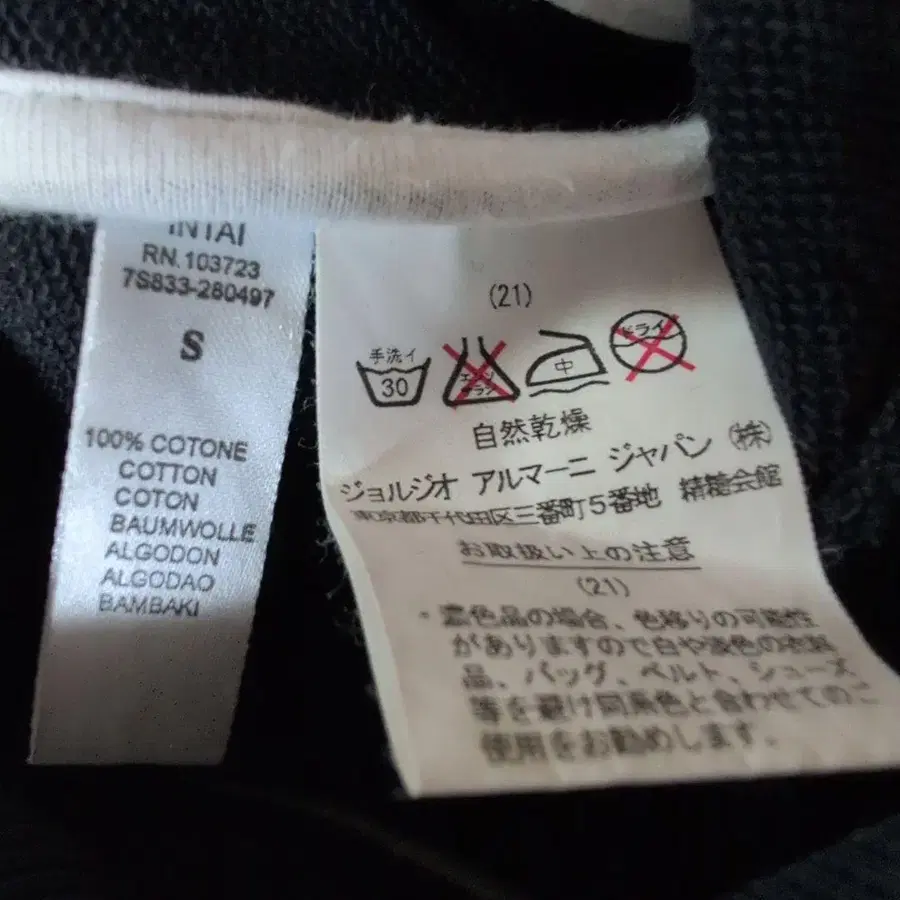 RN.103723
7S833-280497
S
100% COTONE
COTTON
COTON
BAUMWOLLE
ALGODON
ALGODAO
BAMBAKI
(21)
手洗イ
30
エンソ
サラシ
中
ドライ
自然乾燥
ジョルジオ アルマーニ ジャパン (株)
東京都千代田区三番町5番地 精糖会館
お取扱い上の注意
(21)
・濃色品の場合、色移りの可能性
がありますので白や淡色の衣料
品、バッグ、ベルト、シューズ
等を避け同系色と合わせてのご
使用をお勧めします。